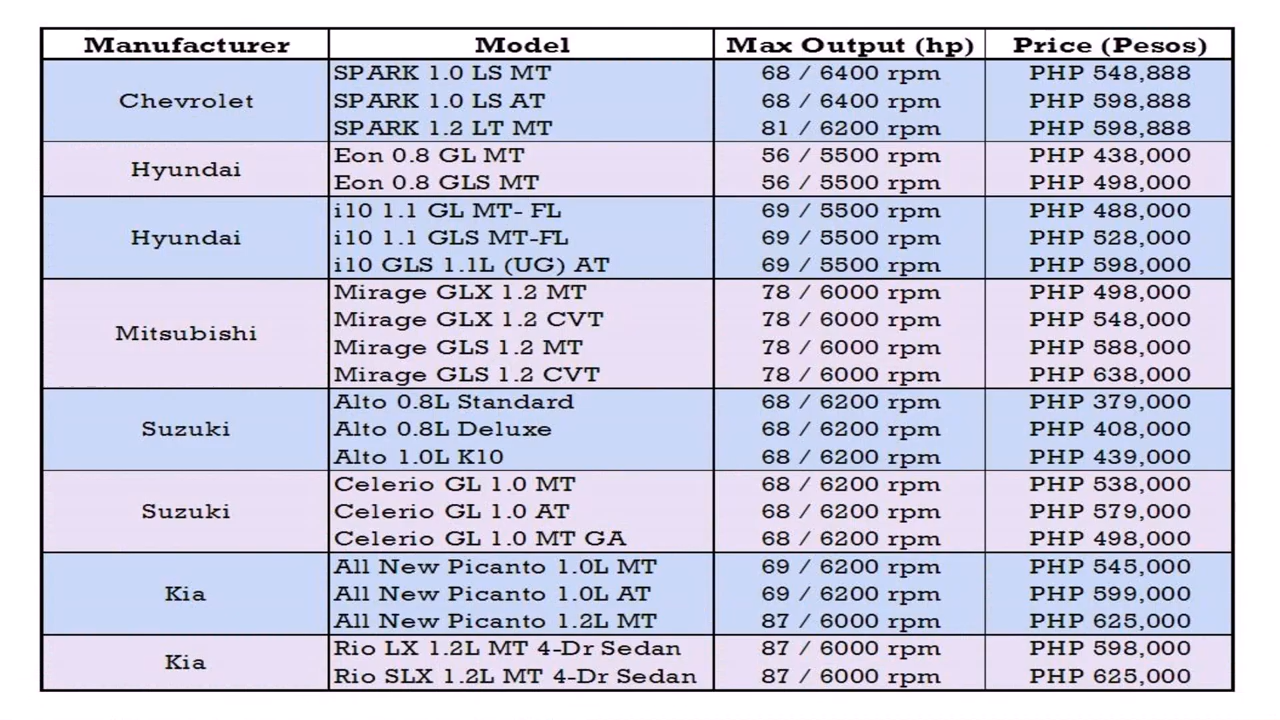 Manufacturer Model Max Output (hp) Price (Pesos)
Chevrolet
SPARK 1.0 LS MT 68 / 6400 rpm PHP 548,888
SPARK 1.0 LS AT 68 / 6400 rpm PHP 598,888
SPARK 1.2 LT MT 81 / 6200 rpm PHP 598,888
Hyundai
Eon 0.8 GL MT 56 / 5500 rpm PHP 438,000
Eon 0.8 GLS MT 56 / 5500 rpm PHP 498,000
Hyundai
i10 1.1 GL MT- FL 69 / 5500 rpm PHP 488,000
i10 1.1 GLS MT-FL 69 / 5500 rpm PHP 528,000
i10 GLS 1.1L (UG) AT 69 / 5500 rpm PHP 598,000
Mitsubishi
Mirage GLX 1.2 MT 78 / 6000 rpm PHP 498,000
Mirage GLX 1.2 CVT 78 / 6000 rpm PHP 548,000
Mirage GLS 1.2 MT 78 / 6000 rpm PHP 588,000
Mirage GLS 1.2 CVT 78 / 6000 rpm PHP 638,000
Suzuki
Alto 0.8L Standard 68 / 6200 rpm PHP 379,000
Alto 0.8L Deluxe 68 / 6200 rpm PHP 408,000
Alto 1.0L K10 68 / 6200 rpm PHP 439,000
Suzuki
Celerio GL 1.0 MT 68 / 6200 rpm PHP 538,000
Celerio GL 1.0 AT 68 / 6200 rpm PHP 579,000
Celerio GL 1.0 MT GA 68 / 6200 rpm PHP 498,000
Kia
All New Picanto 1.0L MT 69 / 6200 rpm PHP 545,000
All New Picanto 1.0L AT 69 / 6200 rpm PHP 599,000
All New Picanto 1.2L MT 87 / 6000 rpm PHP 625,000
Kia
Rio LX 1.2L MT 4-Dr Sedan 87 / 6000 rpm PHP 598,000
Rio SLX 1.2L MT 4-Dr Sedan 87 / 6000 rpm PHP 625,000